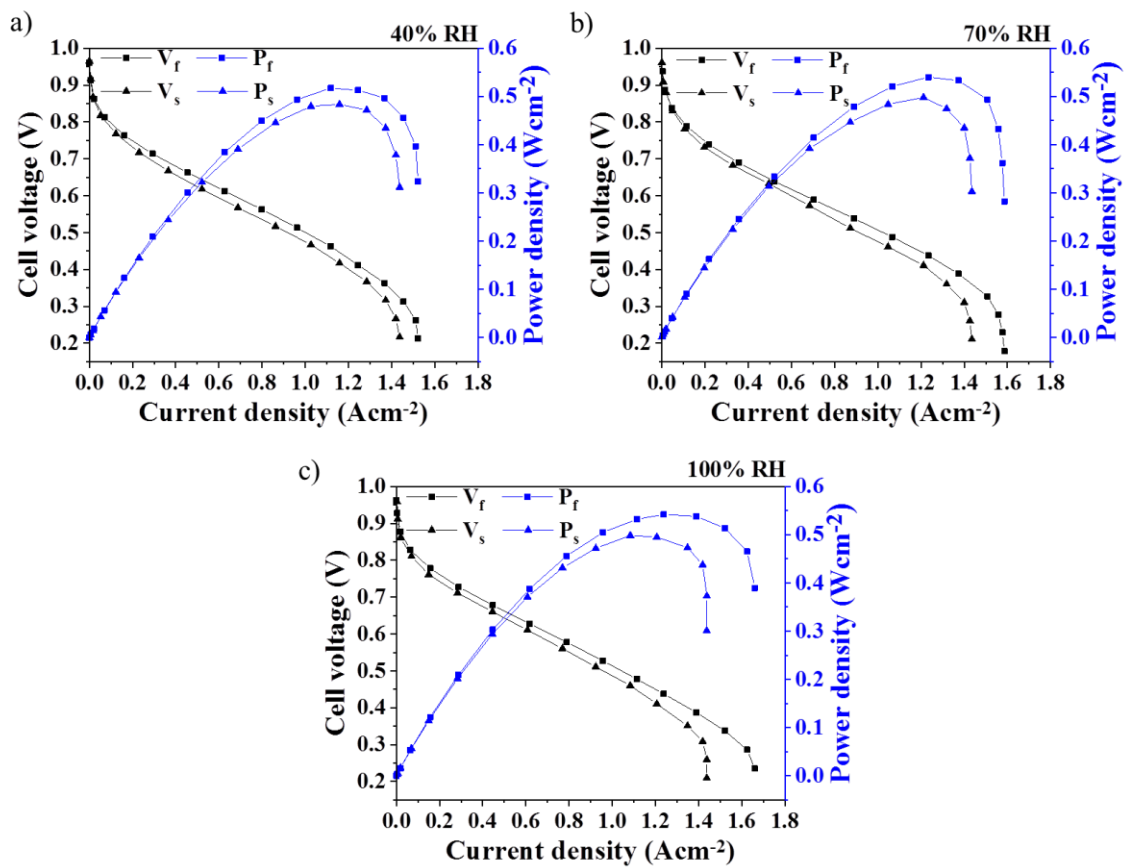 a)
40% RH
V_f P_f
V_s P_s
1.0
0.9
0.8
0.7
0.6
0.5
0.4
0.3
0.2
Cell voltage (V)
0.6
0.5
0.4
0.3
0.2
0.1
0.0
Power density (Wcm⁻²)
0.0 0.2 0.4 0.6 0.8 1.0 1.2 1.4 1.6 1.8
Current density (Acm⁻²)
b)
70% RH
V_f P_f
V_s P_s
1.0
0.9
0.8
0.7
0.6
0.5
0.4
0.3
0.2
Cell voltage (V)
0.6
0.5
0.4
0.3
0.2
0.1
0.0
Power density (Wcm⁻²)
0.0 0.2 0.4 0.6 0.8 1.0 1.2 1.4 1.6 1.8
Current density (Acm⁻²)
c)
100% RH
V_f P_f
V_s P_s
1.0
0.9
0.8
0.7
0.6
0.5
0.4
0.3
0.2
Cell voltage (V)
0.6
0.5
0.4
0.3
0.2
0.1
0.0
Power density (Wcm⁻²)
0.0 0.2 0.4 0.6 0.8 1.0 1.2 1.4 1.6 1.8
Current density (Acm⁻²)